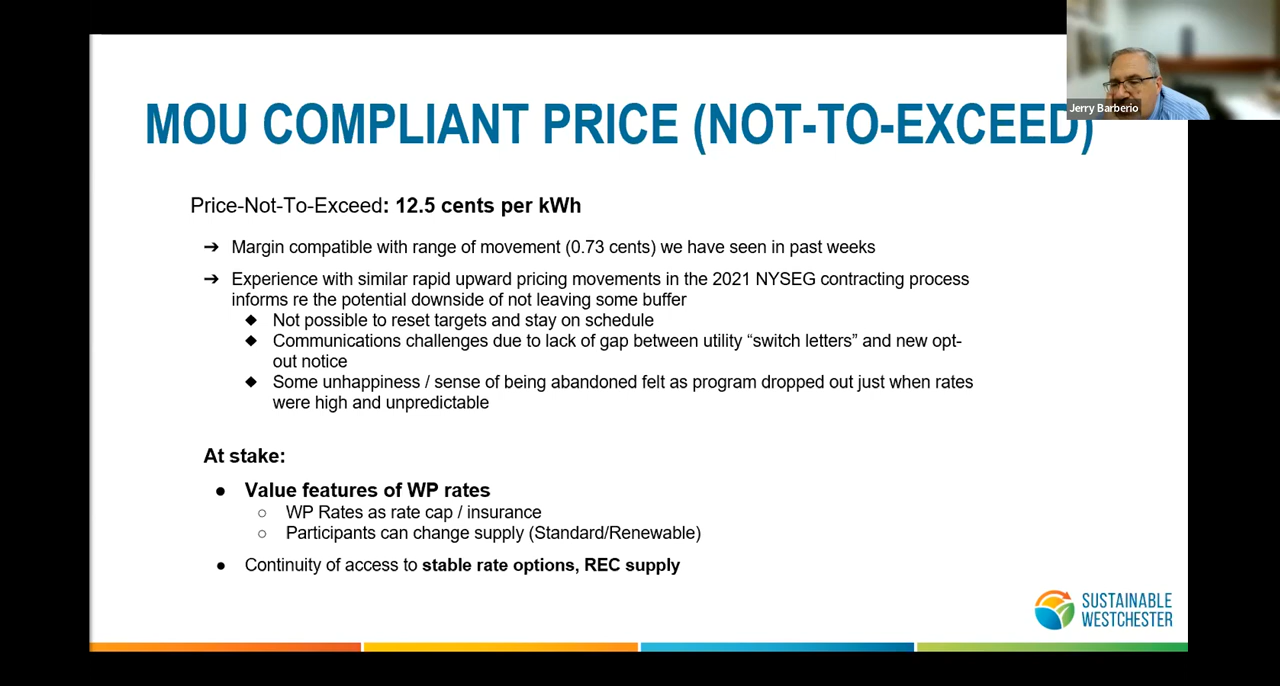 MOU COMPLIANT PRICE (NOT-TO-EXCEED)
Jerry Barberio
Price-Not-To-Exceed: 12.5 cents per kWh
➔ Margin compatible with range of movement (0.73 cents) we have seen in past weeks
➔ Experience with similar rapid upward pricing movements in the 2021 NYSEG contracting process
informs re the potential downside of not leaving some buffer
◆ Not possible to reset targets and stay on schedule
◆ Communications challenges due to lack of gap between utility “switch letters” and new opt-
out notice
◆ Some unhappiness / sense of being abandoned felt as program dropped out just when rates
were high and unpredictable
At stake:
● Value features of WP rates
○ WP Rates as rate cap / insurance
○ Participants can change supply (Standard/Renewable)
● Continuity of access to stable rate options, REC supply
SUSTAINABLE
WESTCHESTER